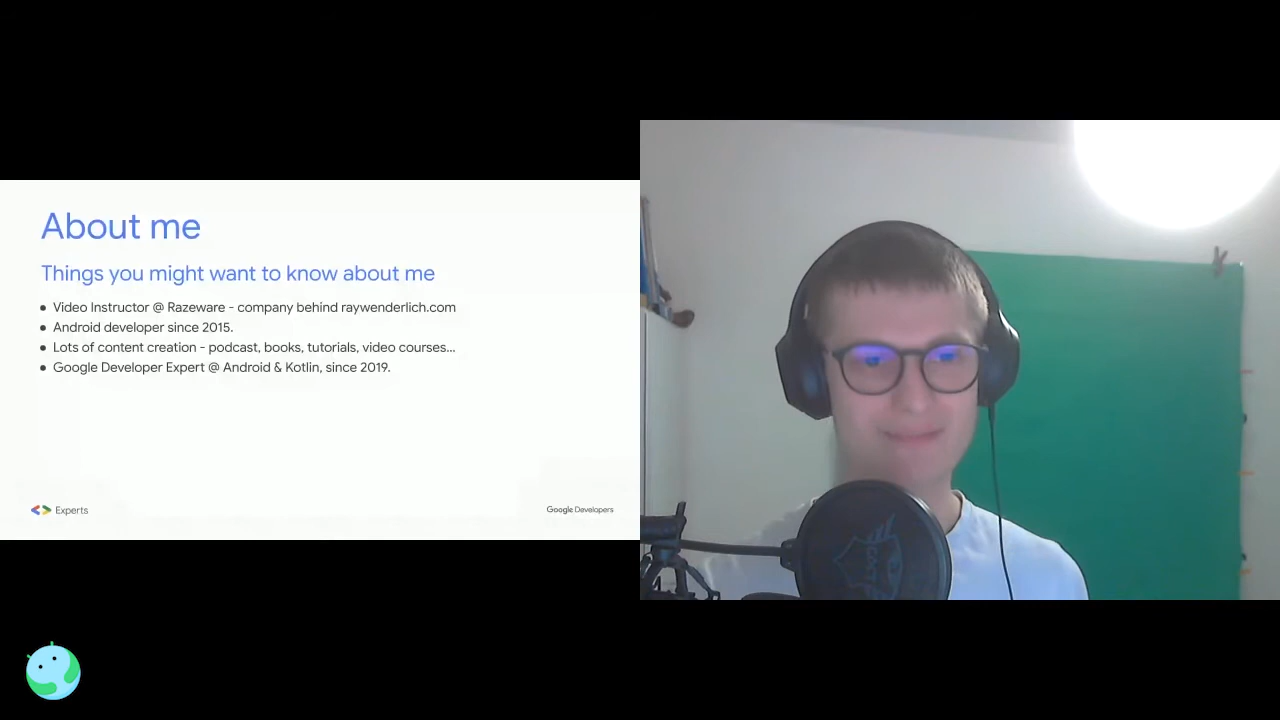 About me
Things you might want to know about me
Video Instructor @ Razeware - company behind raywenderlich.com
Android developer since 2015.
Lots of content creation - podcast, books, tutorials, video courses...
Google Developer Expert @ Android & Kotlin, since 2019.
Experts
Google Developers